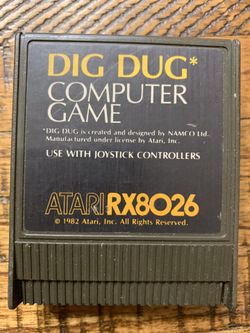 DIG DUG*
COMPUTER
GAME
*DIG DUG is created and designed by NAMCO Ltd.
Manufactured under license by Atari, Inc.
USE WITH JOYSTICK CONTROLLERS
ATARI RX8026
© 1982 Atari, Inc. All Rights Reserved.